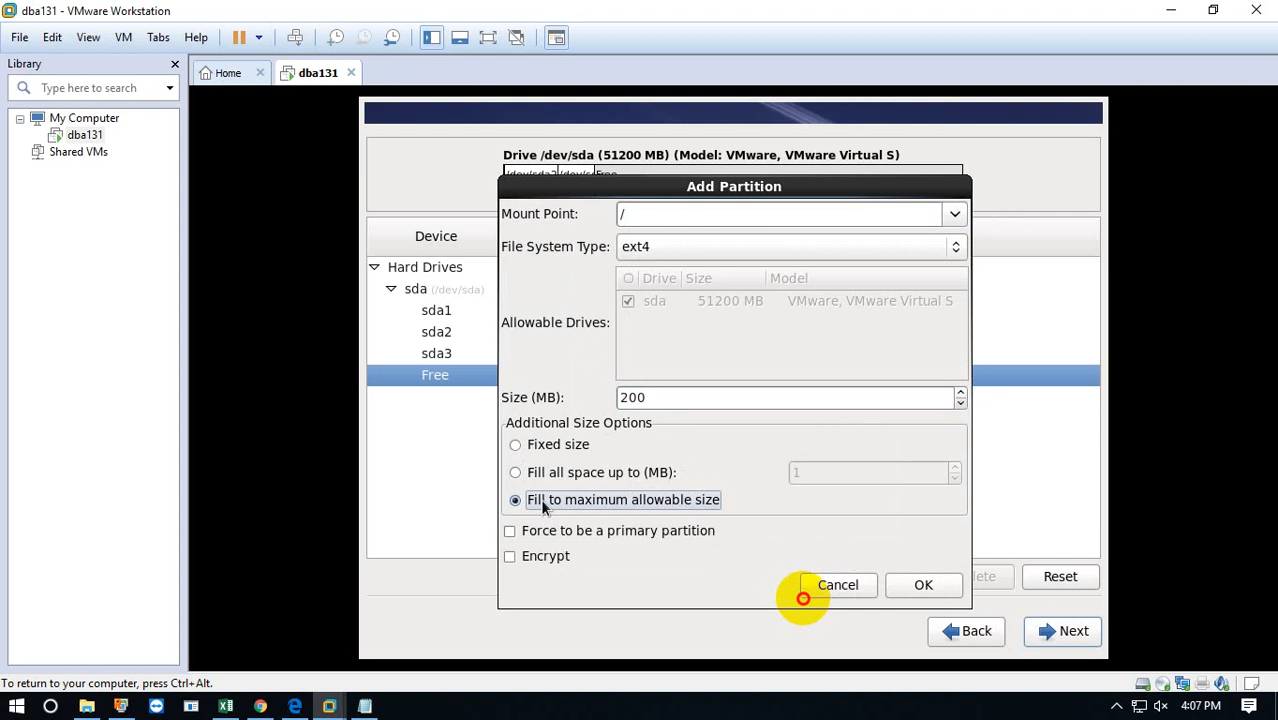 dba131 - VMware Workstation
File Edit View VM Tabs Help
Library
Type here to search
My Computer
dba131
Shared VMs
Home
dba131
Drive /dev/sda (51200 MB) (Model: VMware, VMware Virtual S)
/dev/sda2 /dev/s Free
Device
Hard Drives
sda (/dev/sda)
sda1
sda2
sda3
Free
Add Partition
Mount Point: /
File System Type: ext4
Drive Size Model
sda 51200 MB VMware, VMware Virtual S
Allowable Drives:
Size (MB): 200
Additional Size Options
Fixed size
Fill all space up to (MB): 1
Fill to maximum allowable size
Force to be a primary partition
Encrypt
Cancel OK
lete Reset
Back Next
To return to your computer, press Ctrl+Alt.
4:07 PM